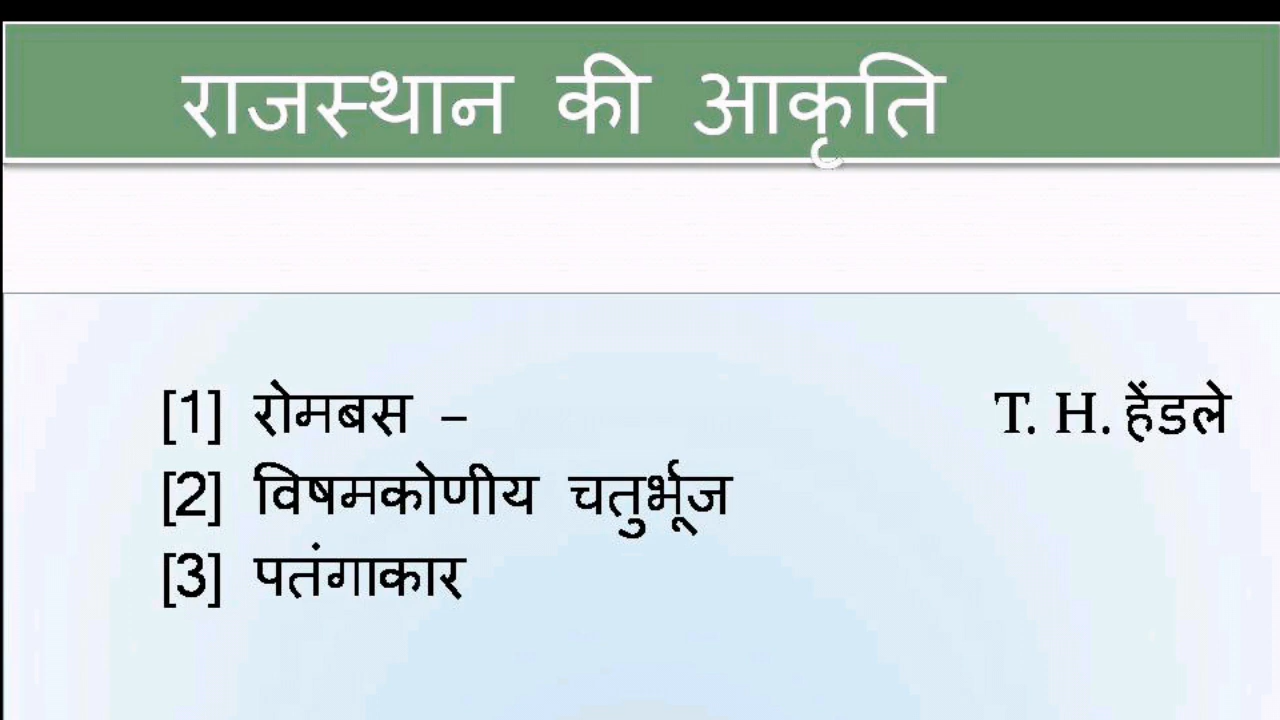 राजस्थान की आकृति
[1] रोमबस – T. H. हेंडले
[2] विषमकोणीय चतुर्भूज
[3] पतंगाकार